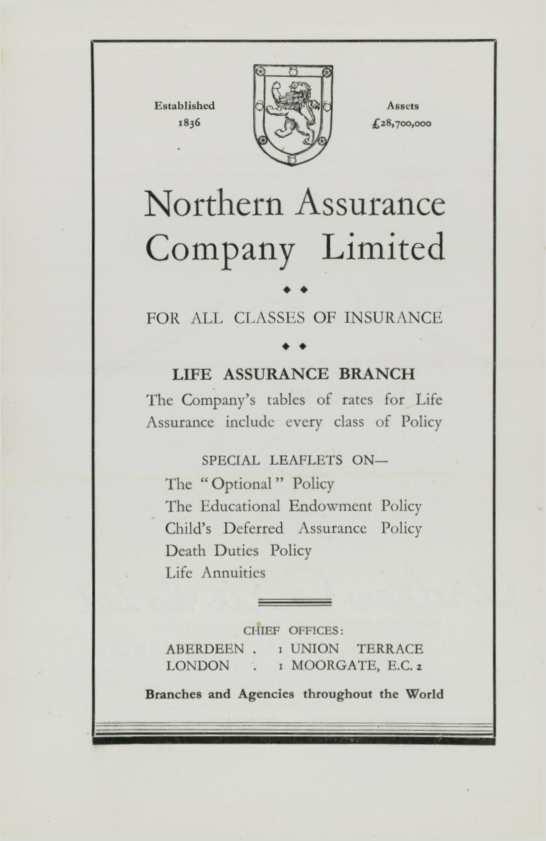 Established
1836
Assets
£28,700,000
Northern Assurance
Company Limited
FOR ALL CLASSES OF INSURANCE
LIFE ASSURANCE BRANCH
The Company's tables of rates for Life
Assurance include every class of Policy
SPECIAL LEAFLETS ON—
The "Optional" Policy
The Educational Endowment Policy
Child's Deferred Assurance Policy
Death Duties Policy
Life Annuities
CHIEF OFFICES:
ABERDEEN . 1 UNION TERRACE
LONDON . 1 MOORGATE, E.C. 2
Branches and Agencies throughout the World